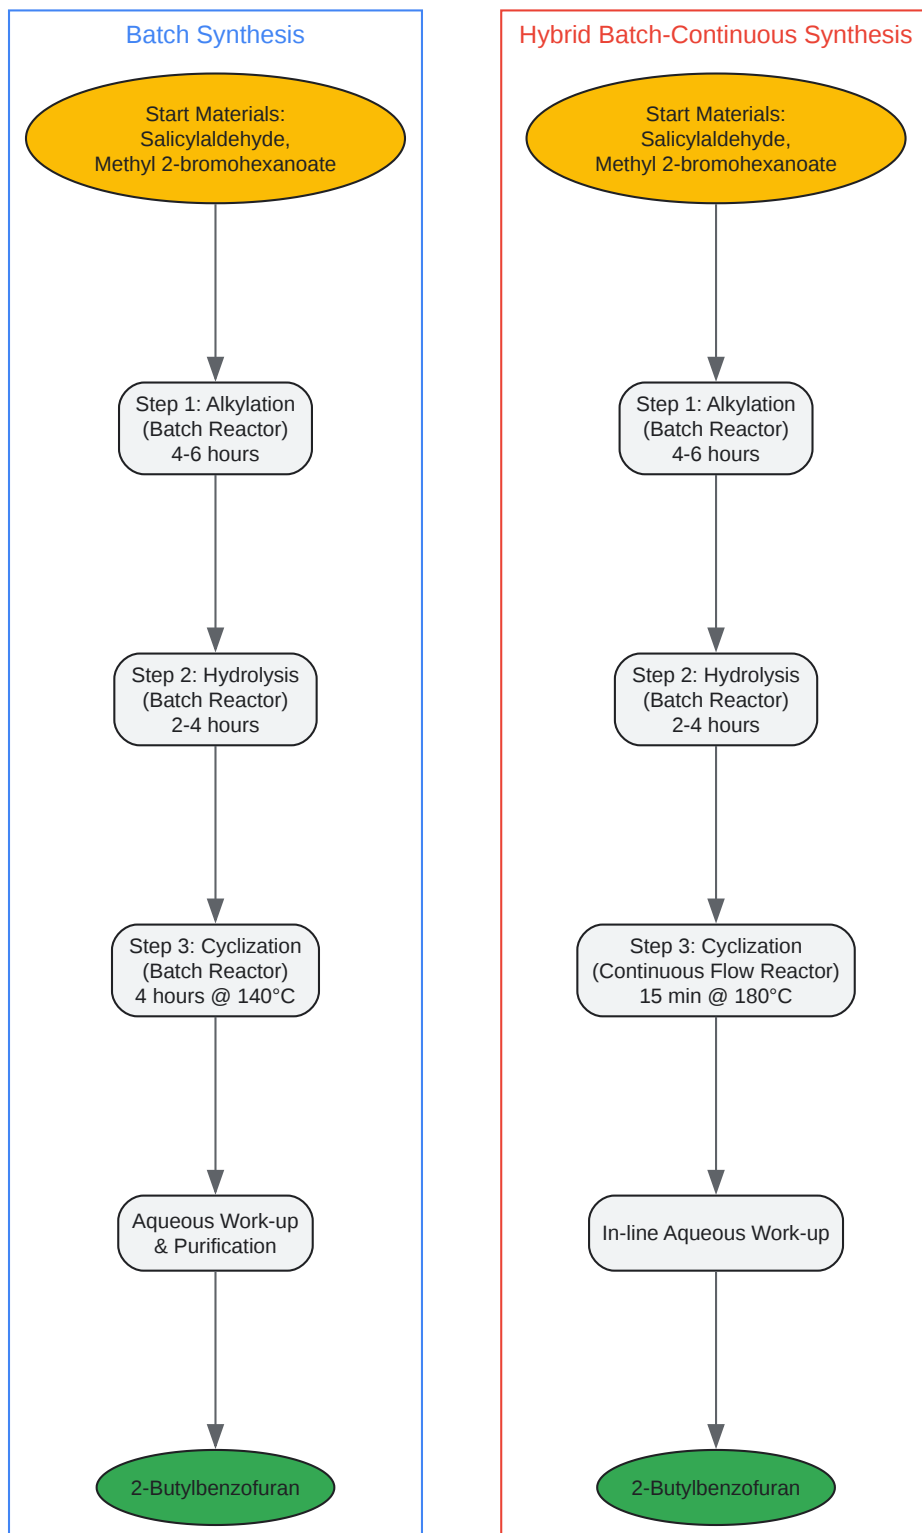 Batch Synthesis
Start Materials:
Salicylaldehyde,
Methyl 2-bromohexanoate
Step 1: Alkylation
(Batch Reactor)
4-6 hours
Step 2: Hydrolysis
(Batch Reactor)
2-4 hours
Step 3: Cyclization
(Batch Reactor)
4 hours @ 140°C
Aqueous Work-up
& Purification
2-Butylbenzofuran
Hybrid Batch-Continuous Synthesis
Start Materials:
Salicylaldehyde,
Methyl 2-bromohexanoate
Step 1: Alkylation
(Batch Reactor)
4-6 hours
Step 2: Hydrolysis
(Batch Reactor)
2-4 hours
Step 3: Cyclization
(Continuous Flow Reactor)
15 min @ 180°C
In-line Aqueous Work-up
2-Butylbenzofuran